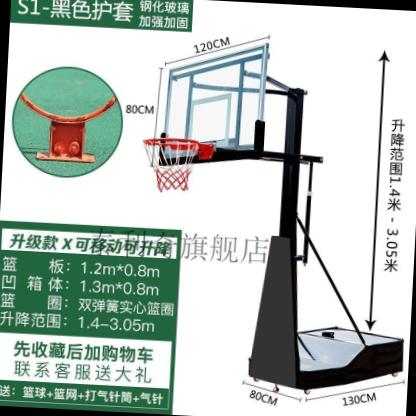 S1-黑色护套
钢化玻璃
加强加固
120CM
80CM
升降范围1.4米 - 3.05米
升级款 X 可移动可升降
篮 板：1.2m*0.8m
凹 箱 体：1.3m*0.8m
篮 圈：双弹簧实心篮圈
升降范围：1.4–3.05m
先收藏后加购物车
联系客服送大礼
送：篮球+篮网+打气针筒+气针
80CM
130CM
旗舰店